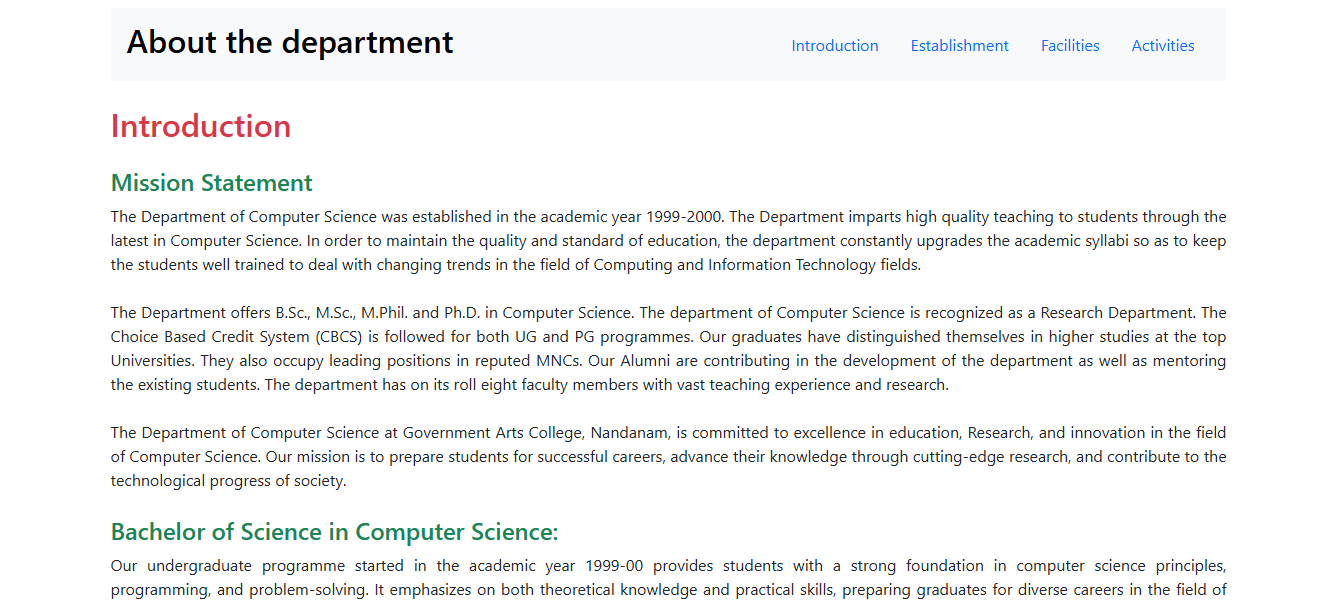 About the department
Introduction
Establishment
Facilities
Activities
Introduction
Mission Statement
The Department of Computer Science was established in the academic year 1999-2000. The Department imparts high quality teaching to students through the
latest in Computer Science. In order to maintain the quality and standard of education, the department constantly upgrades the academic syllabi so as to keep
the students well trained to deal with changing trends in the field of Computing and Information Technology fields.
The Department offers B.Sc., M.Sc., M.Phil. and Ph.D. in Computer Science. The department of Computer Science is recognized as a Research Department. The
Choice Based Credit System (CBCS) is followed for both UG and PG programmes. Our graduates have distinguished themselves in higher studies at the top
Universities. They also occupy leading positions in reputed MNCs. Our Alumni are contributing in the development of the department as well as mentoring
the existing students. The department has on its roll eight faculty members with vast teaching experience and research.
The Department of Computer Science at Government Arts College, Nandanam, is committed to excellence in education, Research, and innovation in the field
of Computer Science. Our mission is to prepare students for successful careers, advance their knowledge through cutting-edge research, and contribute to the
technological progress of society.
Bachelor of Science in Computer Science:
Our undergraduate programme started in the academic year 1999-00 provides students with a strong foundation in computer science principles,
programming, and problem-solving. It emphasizes on both theoretical knowledge and practical skills, preparing graduates for diverse careers in the field of